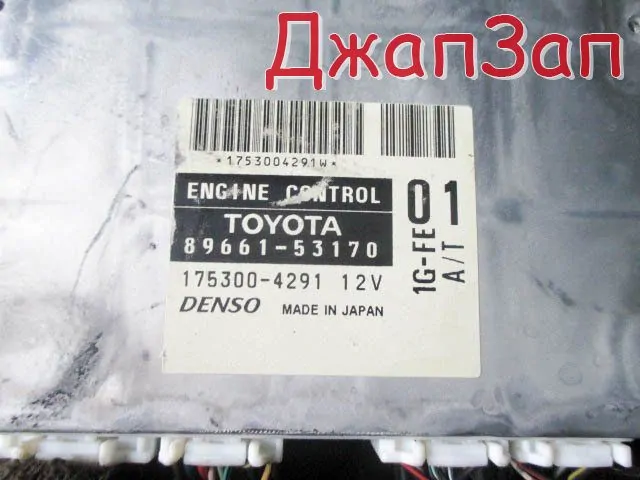 ДжапЗап
*1753004291W*
ENGINE CONTROL
TOYOTA
89661-53170
175300-4291 12V
DENSO MADE IN JAPAN
01
1G-FE
A/T